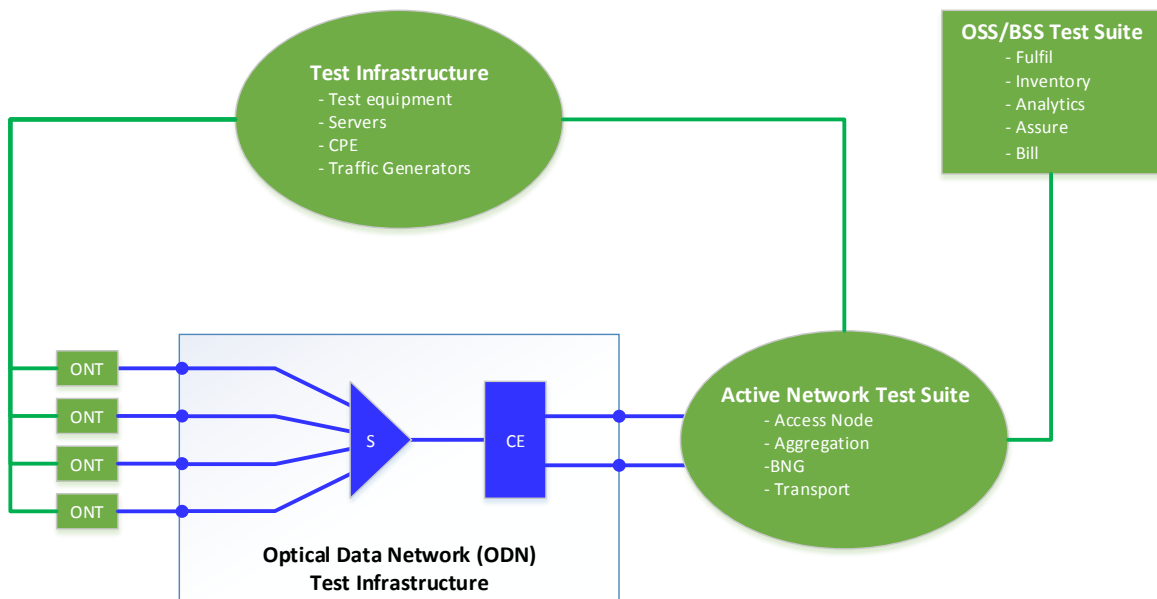 Test Infrastructure
- Test equipment
- Servers
- CPE
- Traffic Generators
OSS/BSS Test Suite
- Fulfil
- Inventory
- Analytics
- Assure
- Bill
ONT
ONT
ONT
ONT
S
CE
Active Network Test Suite
- Access Node
- Aggregation
-BNG
- Transport
Optical Data Network (ODN)
Test Infrastructure